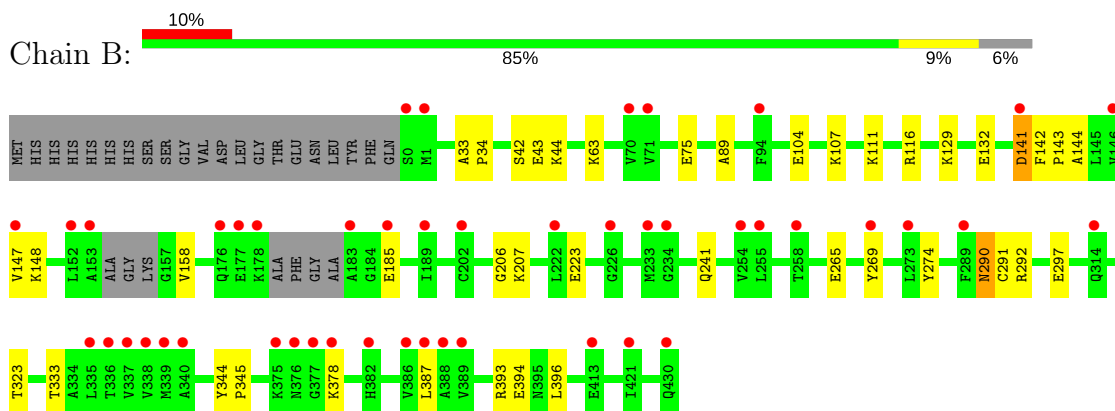 10%
Chain B:
85% 9% 6%
MET HIS HIS HIS HIS HIS HIS SER SER GLY VAL ASP LEU GLY THR GLU ASN LEU TYR PHE GLN S0 M1 A33 P34 S42 E43 K44 K63 V70 V71 E75 A89 F94 E104 K107 K111 R116 K129 E132 D141 F142 P143 A144 L145 V146
V147 K148 L152 A153 ALA GLY LYS G157 V158 Q176 E177 K178 ALA PHE GLY ALA A183 G184 E185 I189 C202 G206 K207 L222 E223 G226 M233 G234 Q241 V254 L255 T258 E265 Y269 L273 Y274 F289 N290 C291 R292 E297 Q314
T323 T333 A334 L335 T336 V337 V338 M339 A340 Y344 P345 K375 N376 G377 K378 H382 V386 L387 A388 V389 R393 E394 N395 L396 E413 I421 Q430